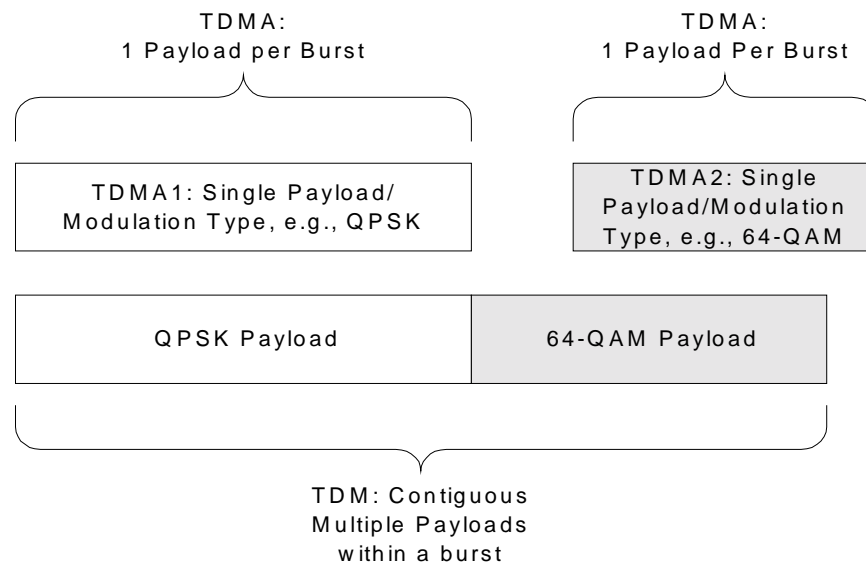 TDMA:
1 Payload per Burst
TDMA:
1 Payload Per Burst
TDMA1: Single Payload/
Modulation Type, e.g., QPSK
TDMA2: Single
Payload/Modulation
Type, e.g., 64-QAM
QPSK Payload
64-QAM Payload
TDM: Contiguous
Multiple Payloads
within a burst